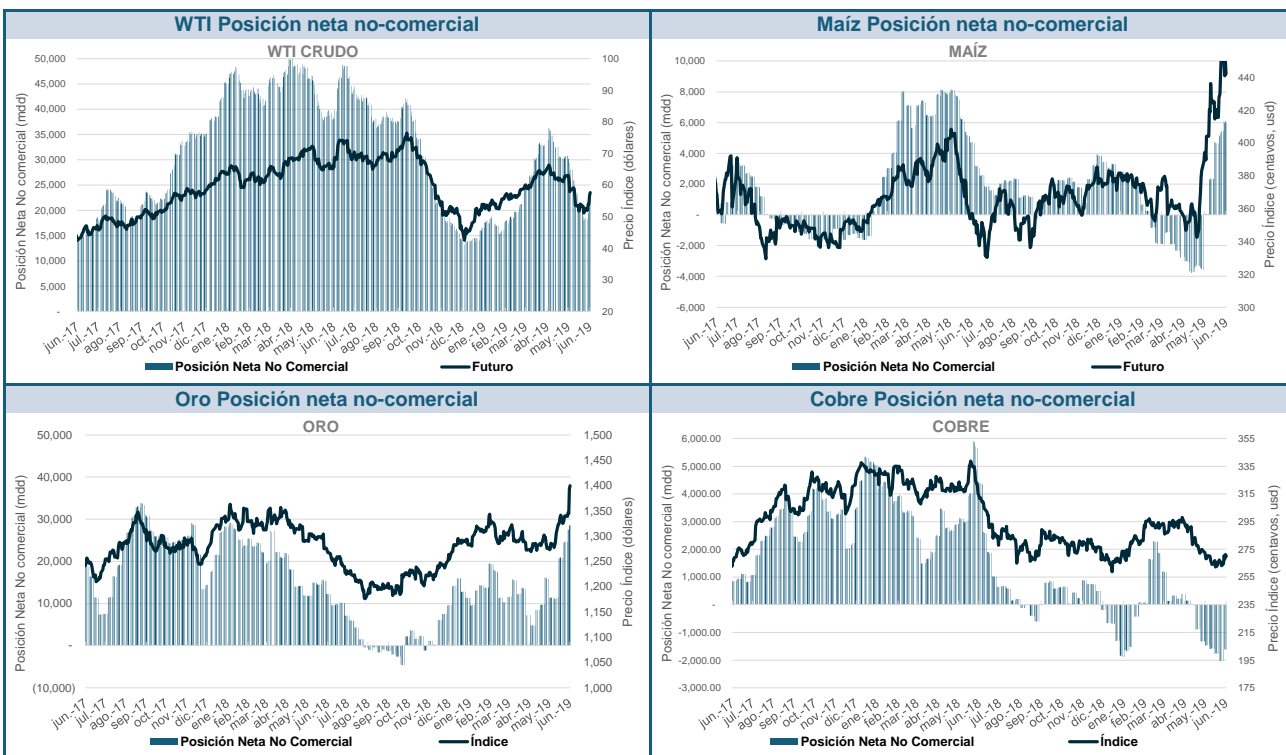 WTI Posición neta no-comercial
WTI CRUDO
Posición Neta No comercial (mdd)
50,000
45,000
40,000
35,000
30,000
25,000
20,000
15,000
10,000
5,000
-
100
90
80
70
60
50
40
30
20
Precio Índice (dólares)
jun.-17
jul.-17
ago.-17
sep.-17
oct.-17
nov.-17
dic.-17
ene.-18
feb.-18
mar.-18
abr.-18
may.-18
jun.-18
jul.-18
ago.-18
sep.-18
oct.-18
nov.-18
dic.-18
ene.-19
feb.-19
mar.-19
abr.-19
may.-19
jun.-19
Posición Neta No Comercial
Futuro
Maíz Posición neta no-comercial
MAÍZ
Posición Neta No comercial (mdd)
10,000
8,000
6,000
4,000
2,000
-
-2,000
-4,000
-6,000
440
420
400
380
360
340
320
300
Precio Índice (centavos, usd)
jun.-17
jul.-17
ago.-17
sep.-17
oct.-17
nov.-17
dic.-17
ene.-18
feb.-18
mar.-18
abr.-18
may.-18
jun.-18
jul.-18
ago.-18
sep.-18
oct.-18
nov.-18
dic.-18
ene.-19
feb.-19
mar.-19
abr.-19
may.-19
jun.-19
Posición Neta No Comercial
Futuro
Oro Posición neta no-comercial
ORO
Posición Neta No comercial (mdd)
50,000
40,000
30,000
20,000
10,000
-
(10,000)
1,500
1,450
1,400
1,350
1,300
1,250
1,200
1,150
1,100
1,050
1,000
Precio Índice (dólares)
jun.-17
jul.-17
ago.-17
sep.-17
oct.-17
nov.-17
dic.-17
ene.-18
feb.-18
mar.-18
abr.-18
may.-18
jun.-18
jul.-18
ago.-18
sep.-18
oct.-18
nov.-18
dic.-18
ene.-19
feb.-19
mar.-19
abr.-19
may.-19
jun.-19
Posición Neta No Comercial
Índice
Cobre Posición neta no-comercial
COBRE
Posición Neta No comercial (mdd)
6,000.00
5,000.00
4,000.00
3,000.00
2,000.00
1,000.00
-
-1,000.00
-2,000.00
-3,000.00
355
335
315
295
275
255
235
215
195
175
Precio Índice (centavos, usd)
jun.-17
jul.-17
ago.-17
sep.-17
oct.-17
nov.-17
dic.-17
ene.-18
feb.-18
mar.-18
abr.-18
may.-18
jun.-18
jul.-18
ago.-18
sep.-18
oct.-18
nov.-18
dic.-18
ene.-19
feb.-19
mar.-19
abr.-19
may.-19
jun.-19
Posición Neta No Comercial
Índice